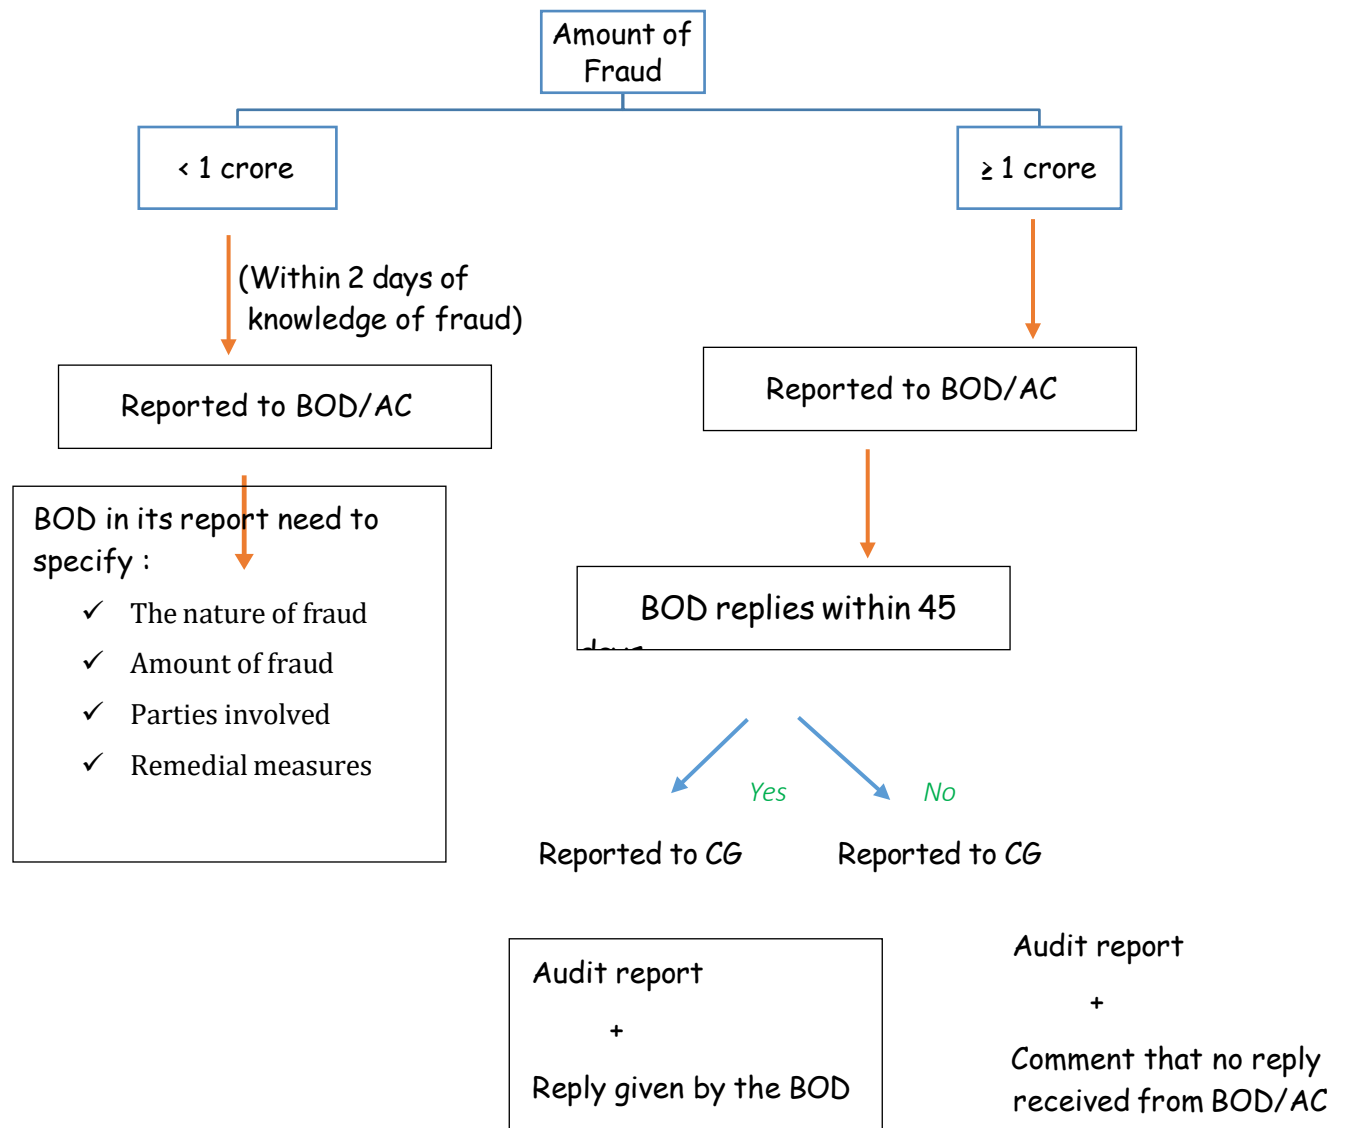 Amount of
Fraud
< 1 crore
≥ 1 crore
(Within 2 days of
knowledge of fraud)
Reported to BOD/AC
Reported to BOD/AC
BOD in its report need to
specify :
✓ The nature of fraud
✓ Amount of fraud
✓ Parties involved
✓ Remedial measures
BOD replies within 45
days
Yes
No
Reported to CG
Reported to CG
Audit report
+
Reply given by the BOD
Audit report
+
Comment that no reply
received from BOD/AC